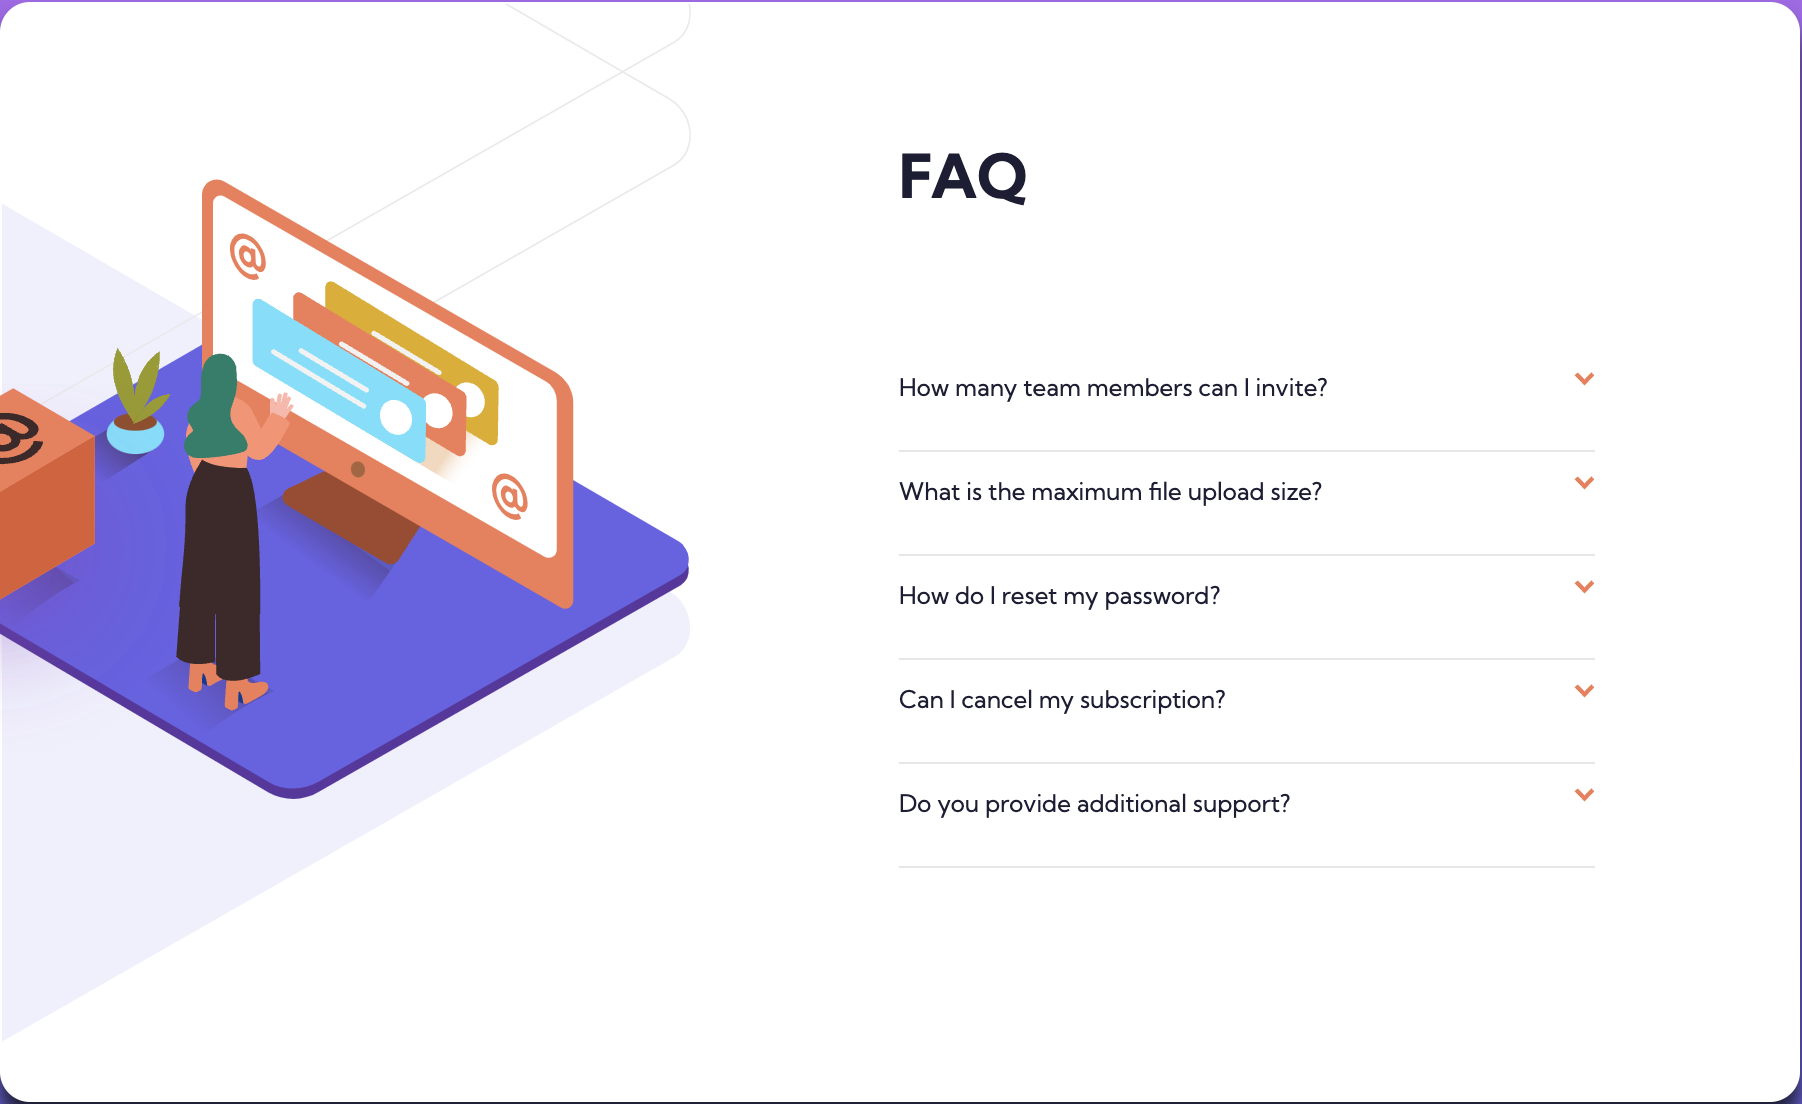 FAQ
@
How many team members can I invite?
@
What is the maximum file upload size?
@
How do I reset my password?
Can I cancel my subscription?
Do you provide additional support?